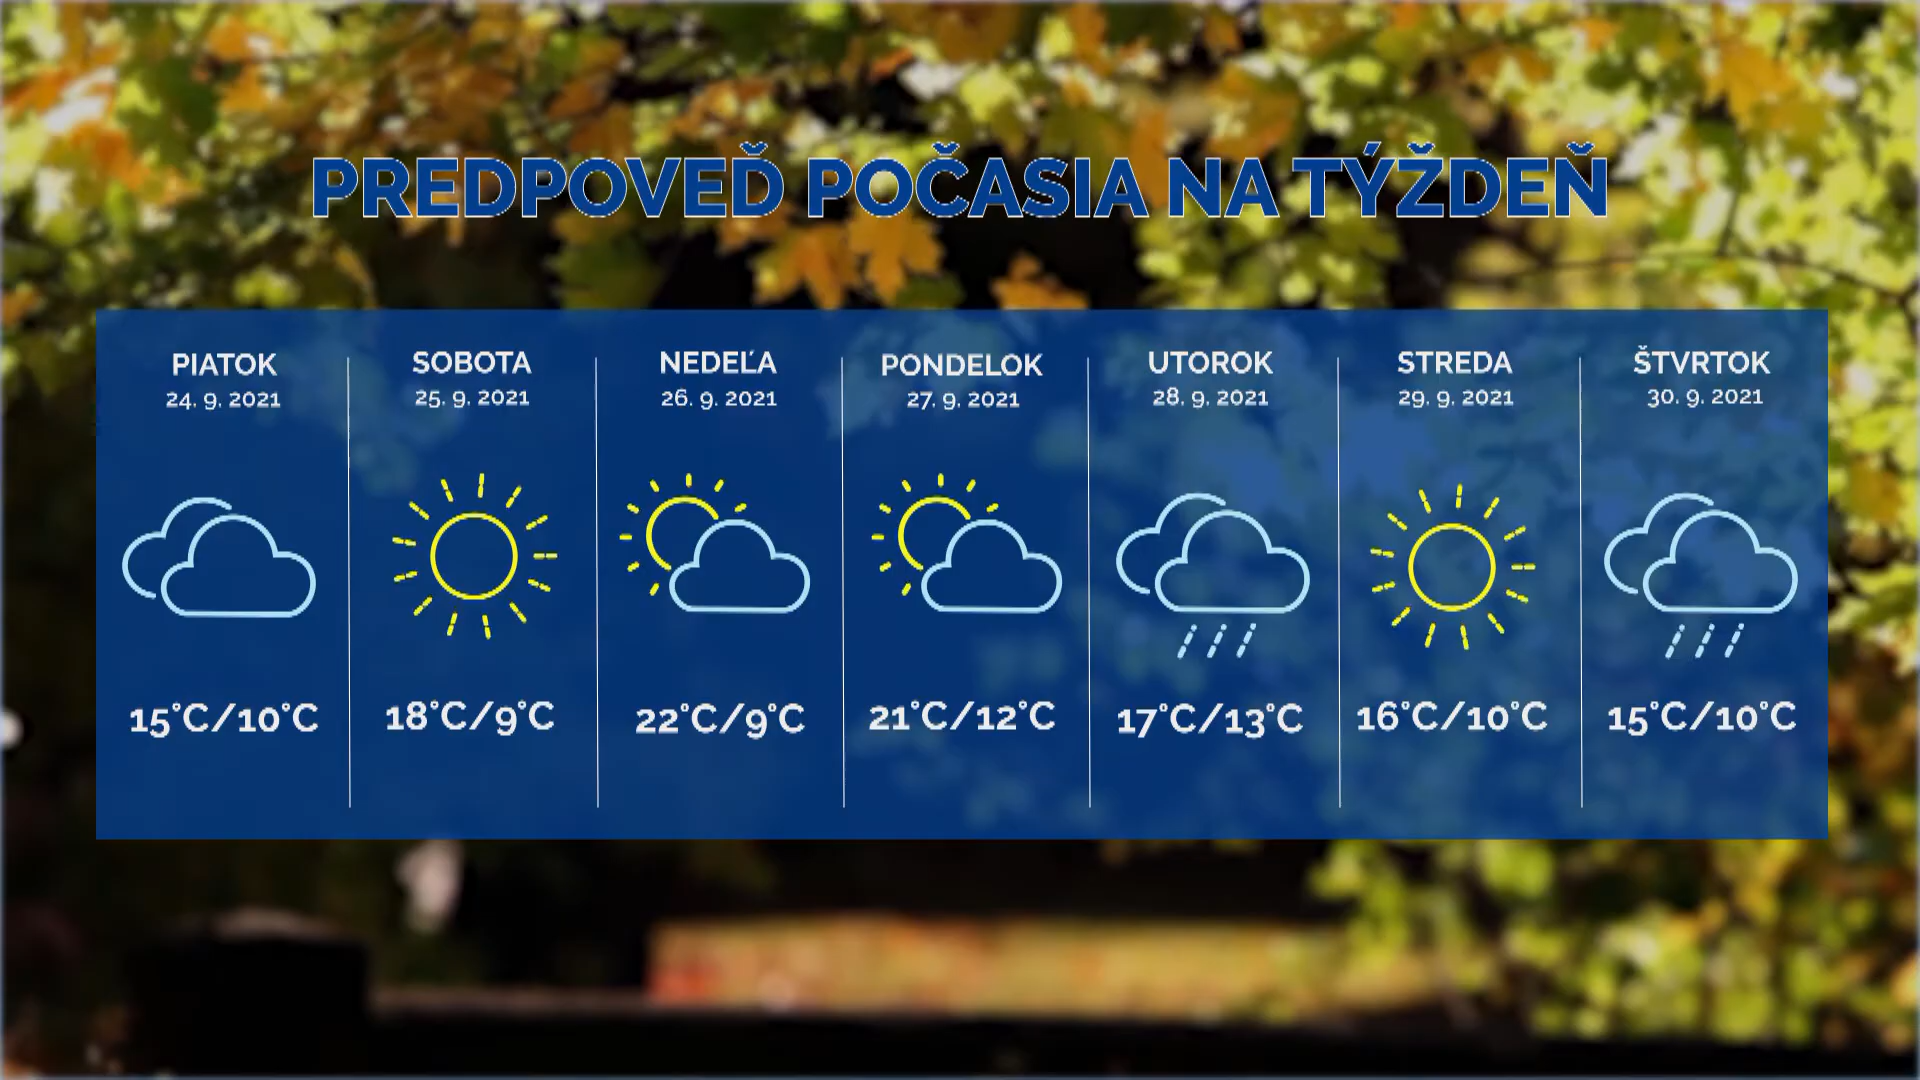 PREDPOVEĎ POČASIA NA TÝŽDEŇ
PIATOK
24. 9. 2021
15°C/10°C
SOBOTA
25. 9. 2021
18°C/9°C
NEDEĽA
26. 9. 2021
22°C/9°C
PONDELOK
27. 9. 2021
21°C/12°C
UTOROK
28. 9. 2021
17°C/13°C
STREDA
29. 9. 2021
16°C/10°C
ŠTVRTOK
30. 9. 2021
15°C/10°C